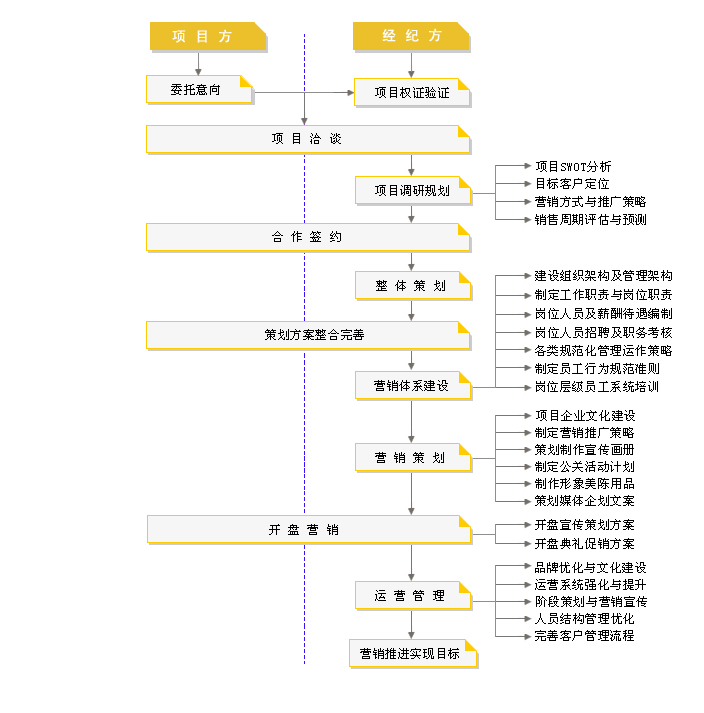 项目方
经纪方
委托意向
项目权证验证
项目洽谈
项目调研规划
项目SWOT分析
目标客户定位
营销方式与推广策略
销售周期评估与预测
合作签约
整体策划
策划方案整合完善
营销体系建设
建设组织架构及管理架构
制定工作职责与岗位职责
岗位人员及薪酬待遇编制
岗位人员招聘及职务考核
各类规范化管理运作策略
制定员工行为规范准则
岗位层级员工系统培训
营销策划
项目企业文化建设
制定营销推广策略
策划制作宣传画册
制定公关活动计划
制作形象美陈用品
策划媒体企划文案
开盘营销
开盘宣传策划方案
开盘典礼促销方案
运营管理
品牌优化与文化建设
运营系统强化与提升
阶段策划与营销宣传
人员结构管理优化
完善客户管理流程
营销推进实现目标